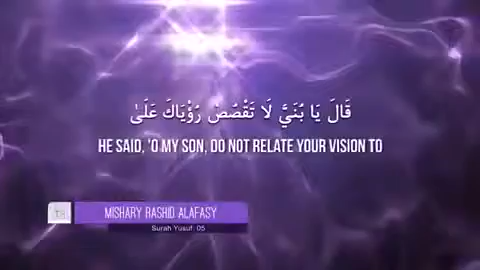 قَالَ يَا بُنَيَّ لَا تَقْصُصْ رُؤْيَاكَ عَلَىٰ
HE SAID, 'O MY SON, DO NOT RELATE YOUR VISION TO
MISHARY RASHID ALAFASY
Surah Yusuf: 05